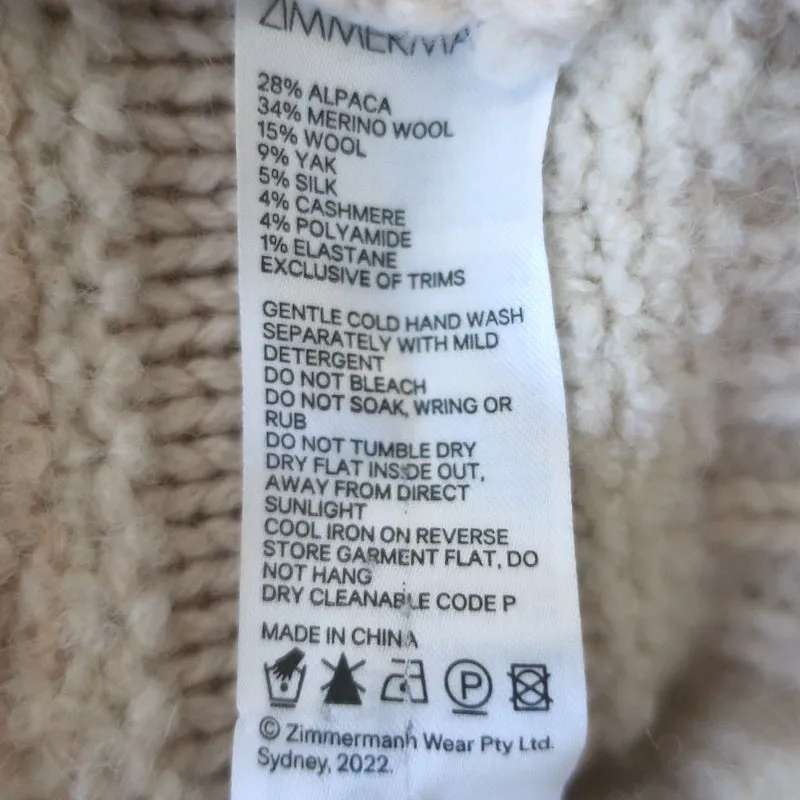 ZIMMERMA
28% ALPACA
34% MERINO WOOL
15% WOOL
9% YAK
5% SILK
4% CASHMERE
4% POLYAMIDE
1% ELASTANE
EXCLUSIVE OF TRIMS
GENTLE COLD HAND WASH
SEPARATELY WITH MILD
DETERGENT
DO NOT BLEACH
DO NOT SOAK, WRING OR
RUB
DO NOT TUMBLE DRY
DRY FLAT INSIDE OUT,
AWAY FROM DIRECT
SUNLIGHT
COOL IRON ON REVERSE
STORE GARMENT FLAT, DO
NOT HANG
DRY CLEANABLE CODE P
MADE IN CHINA
P
© Zimmermann Wear Pty Ltd.
Sydney, 2022.